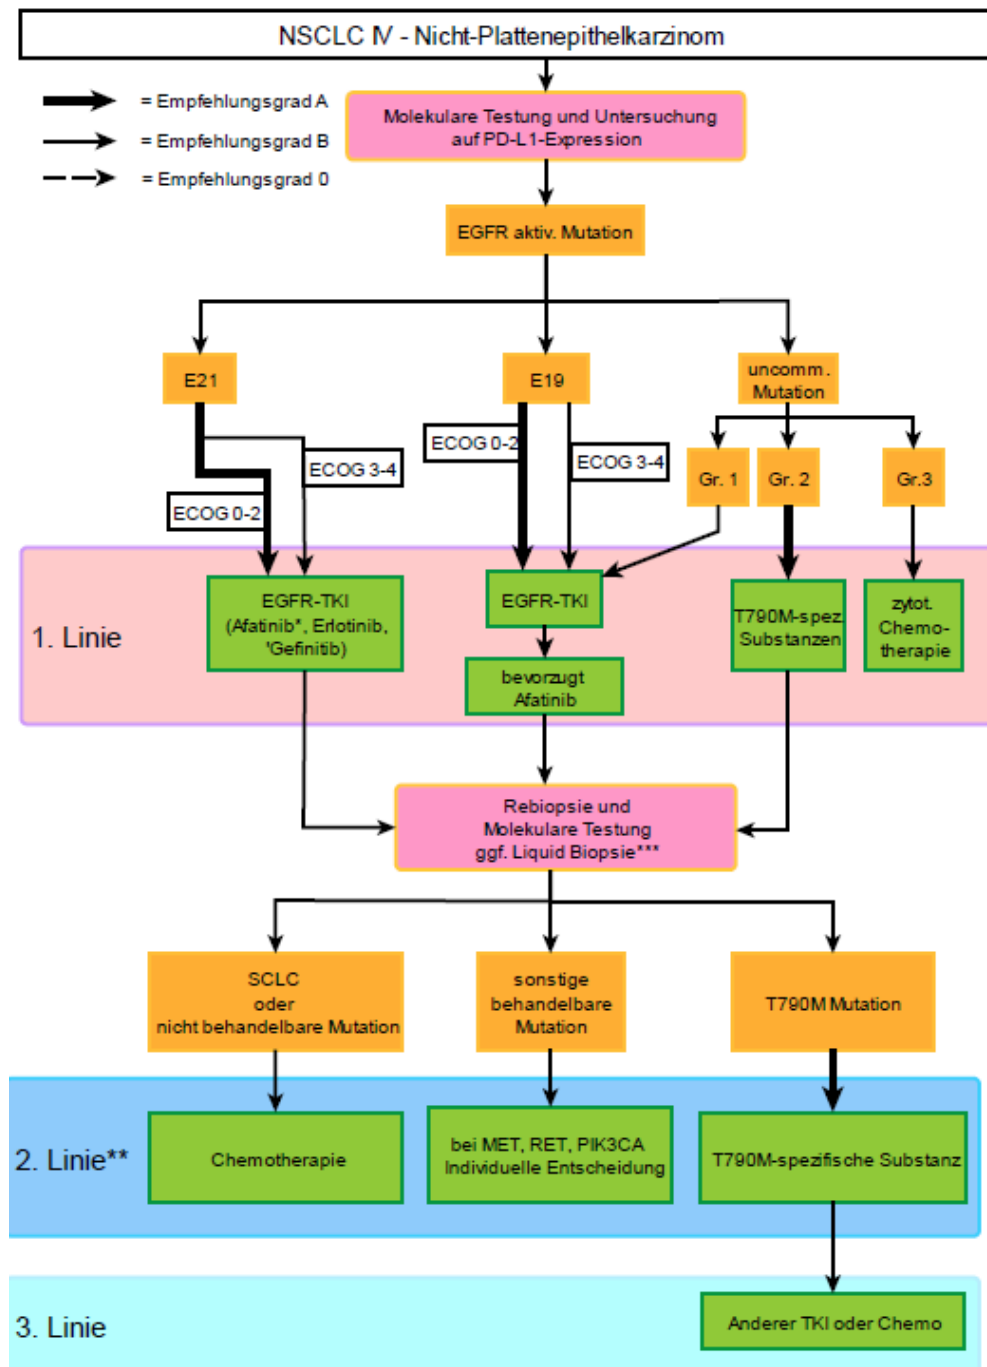 NSCLC IV - Nicht-Plattenepithelkarzinom
= Empfehlungsgrad A
= Empfehlungsgrad B
= Empfehlungsgrad 0
Molekulare Testung und Untersuchung
auf PD-L1-Expression
EGFR aktiv. Mutation
E21
E19
uncomm.
Mutation
ECOG 0-2
ECOG 3-4
ECOG 0-2
ECOG 3-4
Gr. 1
Gr. 2
Gr.3
1. Linie
EGFR-TKI
(Afatinib*, Erlotinib,
'Gefinitib)
EGFR-TKI
bevorzugt
Afatinib
T790M-spez.
Substanzen
zytot.
Chemo-
therapie
Rebiopsie und
Molekulare Testung
ggf. Liquid Biopsie***
SCLC
oder
nicht behandelbare Mutation
sonstige
behandelbare
Mutation
T790M Mutation
2. Linie**
Chemotherapie
bei MET, RET, PIK3CA
Individuelle Entscheidung
T790M-spezifische Substanz
3. Linie
Anderer TKI oder Chemo